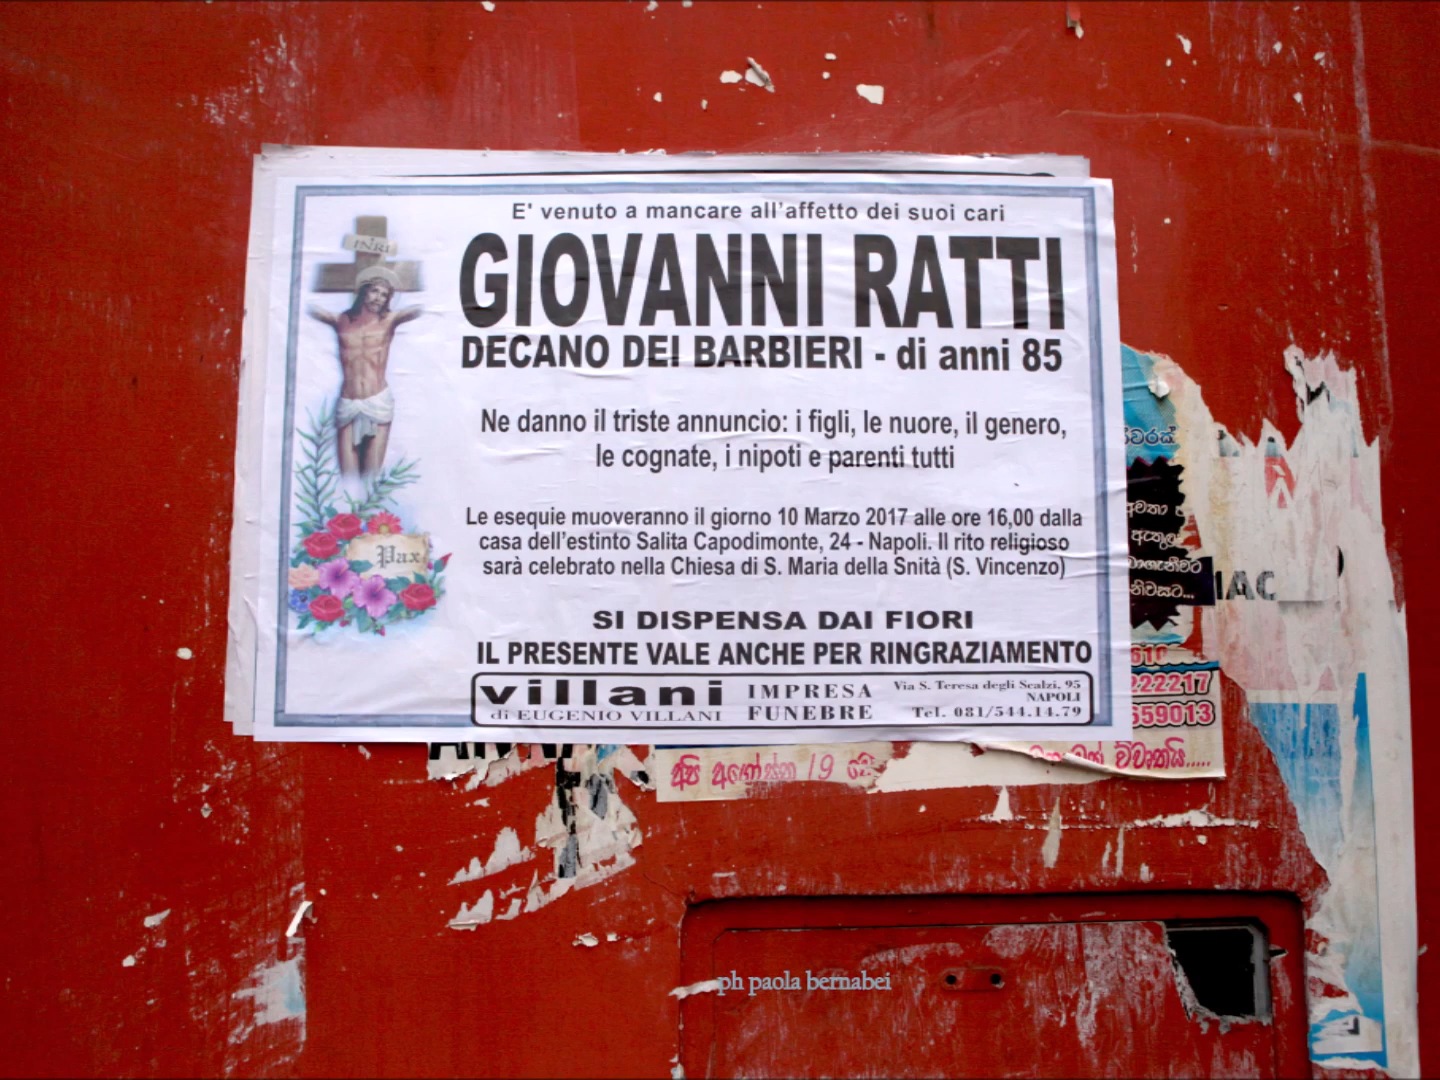 INRI
E' venuto a mancare all'affetto dei suoi cari
GIOVANNI RATTI
DECANO DEI BARBIERI - di anni 85
Ne danno il triste annuncio: i figli, le nuore, il genero,
le cognate, i nipoti e parenti tutti
Le esequie muoveranno il giorno 10 Marzo 2017 alle ore 16,00 dalla
casa dell'estinto Salita Capodimonte, 24 - Napoli. Il rito religioso
sarà celebrato nella Chiesa di S. Maria della Snità (S. Vincenzo)
Pax
SI DISPENSA DAI FIORI
IL PRESENTE VALE ANCHE PER RINGRAZIAMENTO
villani
di EUGENIO VILLANI
IMPRESA
FUNEBRE
Via S. Teresa degli Scalzi, 95
NAPOLI
Tel. 081/544.14.79
IAC
222217
659013
අපි අගෝස්තු 19
ph paola bernabei